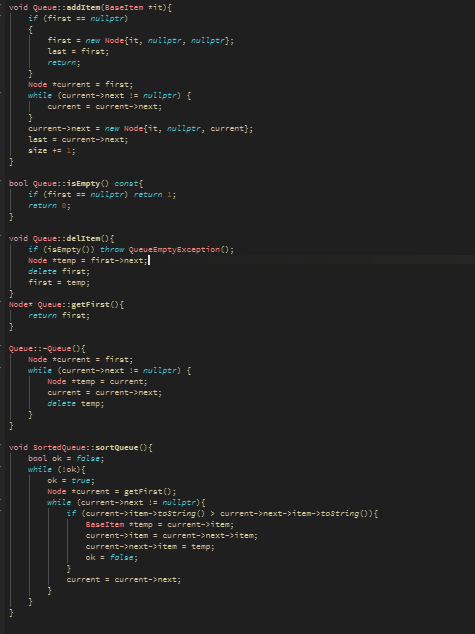 void Queue::addItem(BaseItem *it){
if (first == nullptr)
{
first = new Node{it, nullptr, nullptr};
last = first;
return;
}
Node *current = first;
while (current->next != nullptr) {
current = current->next;
}
current->next = new Node{it, nullptr, current};
last = current->next;
size += 1;
}
bool Queue::isEmpty() const{
if (first == nullptr) return 1;
return 0;
}
void Queue::delItem(){
if (isEmpty()) throw QueueEmptyException();
Node *temp = first->next;
delete first;
first = temp;
}
Node* Queue::getFirst(){
return first;
}
Queue::~Queue(){
Node *current = first;
while (current->next != nullptr) {
Node *temp = current;
current = current->next;
delete temp;
}
}
void SortedQueue::sortQueue(){
bool ok = false;
while (!ok){
ok = true;
Node *current = getFirst();
while (current->next != nullptr){
if (current->item->toString() > current->next->item->toString()){
BaseItem *temp = current->item;
current->item = current->next->item;
current->next->item = temp;
ok = false;
}
current = current->next;
}
}
}